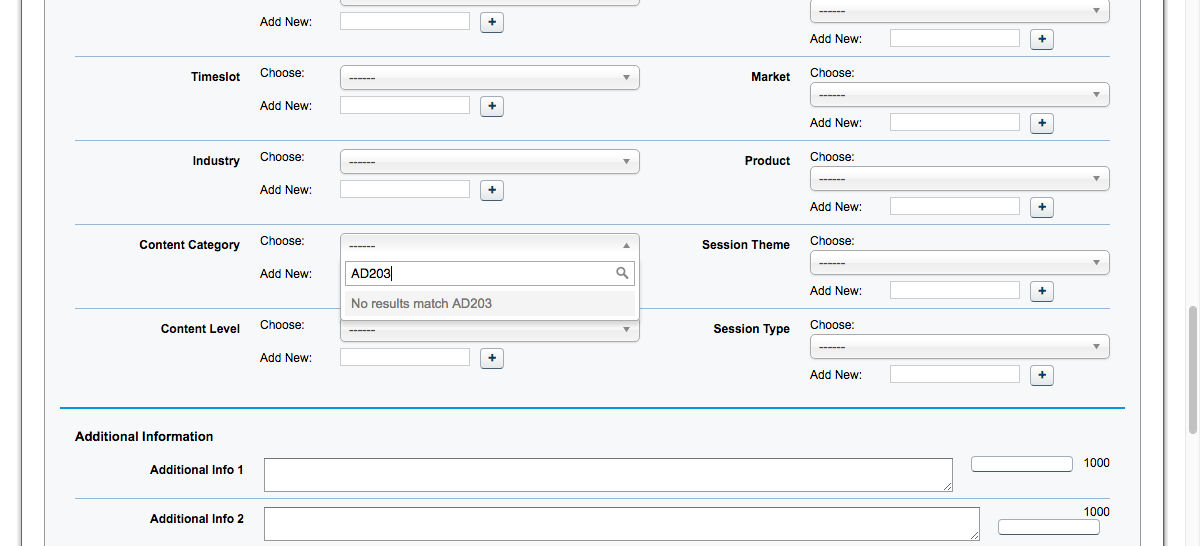 ------
Add New: +
Add New: +
Timeslot Choose: ------ Market Choose: ------
Add New: + Add New: +
Industry Choose: ------ Product Choose: ------
Add New: + Add New: +
Content Category Choose: ------ Session Theme Choose: ------
Add New: AD203 Add New: +
No results match AD203
Content Level Choose: ------ Session Type Choose: ------
Add New: + Add New: +
Additional Information
Additional Info 1 1000
Additional Info 2 1000